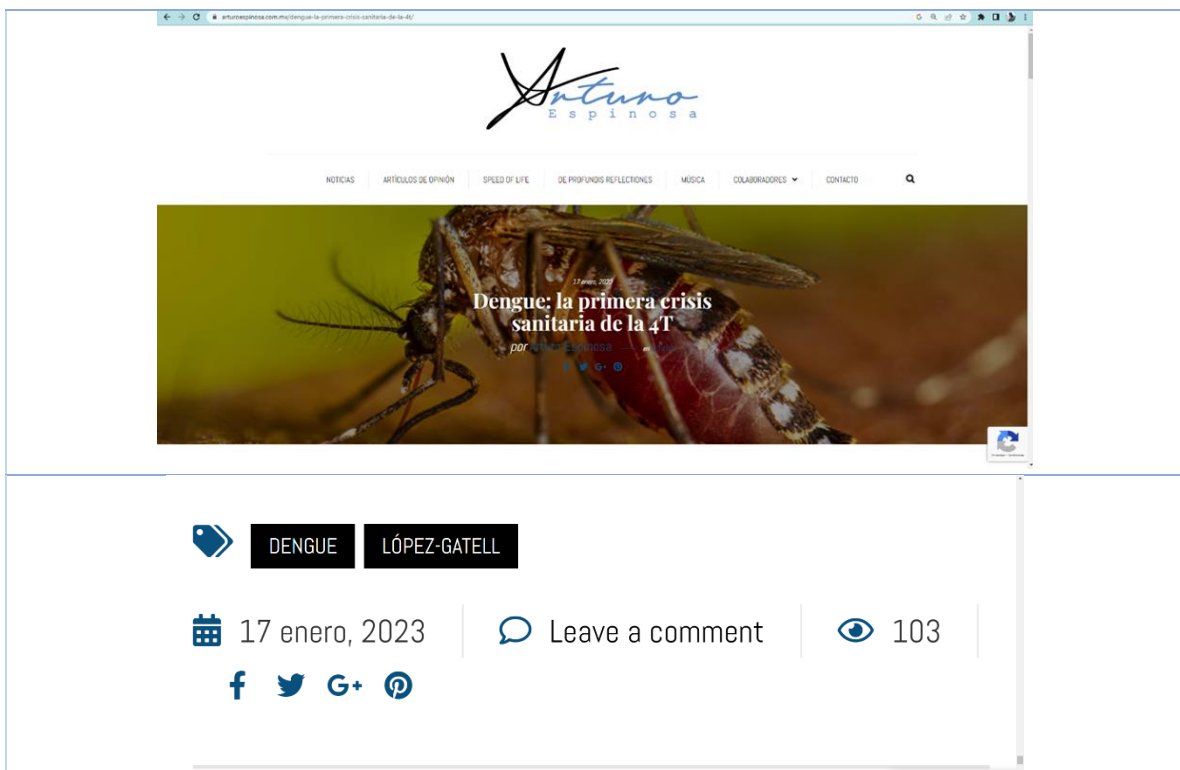 arturoespinosa.com.mx/dengue-la-primera-crisis-sanitaria-de-la-4t/
Arturo
Espinosa
NOTICIAS ARTÍCULOS DE OPINIÓN SPEED OF LIFE DE PROFUNDIS REFLECTIONES MÚSICA COLABORADORES CONTACTO
17 enero, 2023
Dengue: la primera crisis
sanitaria de la 4T
por Arturo Espinosa
DENGUE LÓPEZ-GATELL
17 enero, 2023 Leave a comment 103